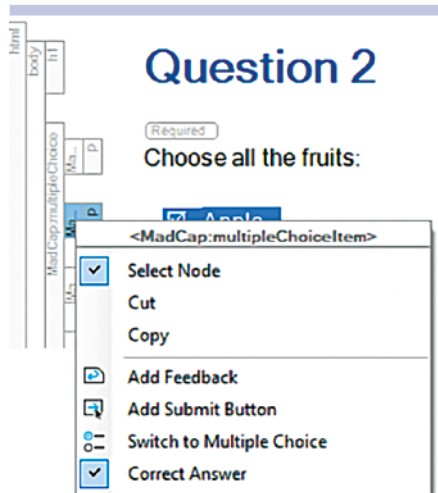 html
body
h1
Question 2
Required
Choose all the fruits:
MadCap:multipleChoice
Ma...
p
Ma...
p
Apple
<MadCap:multipleChoiceItem>
Select Node
Cut
Copy
Add Feedback
Add Submit Button
Switch to Multiple Choice
Correct Answer